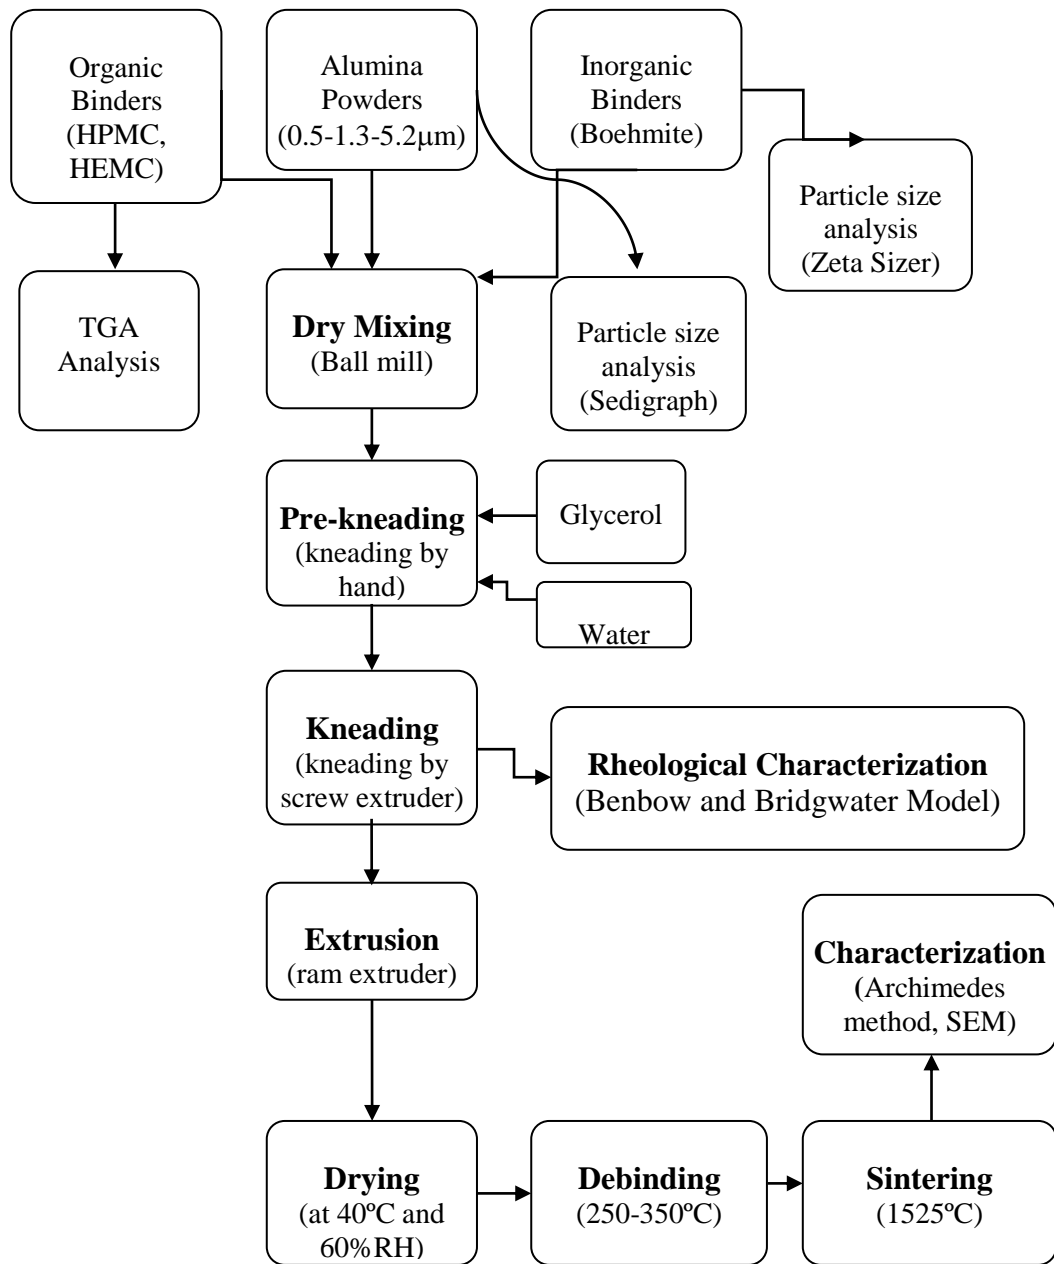 Organic
Binders
(HPMC,
HEMC)
Alumina
Powders
(0.5-1.3-5.2μm)
Inorganic
Binders
(Boehmite)
Particle size
analysis
(Zeta Sizer)
TGA
Analysis
Dry Mixing
(Ball mill)
Particle size
analysis
(Sedigraph)
Pre-kneading
(kneading by
hand)
Glycerol
Water
Kneading
(kneading by
screw extruder)
Rheological Characterization
(Benbow and Bridgwater Model)
Extrusion
(ram extruder)
Characterization
(Archimedes
method, SEM)
Drying
(at 40ºC and
60%RH)
Debinding
(250-350ºC)
Sintering
(1525ºC)